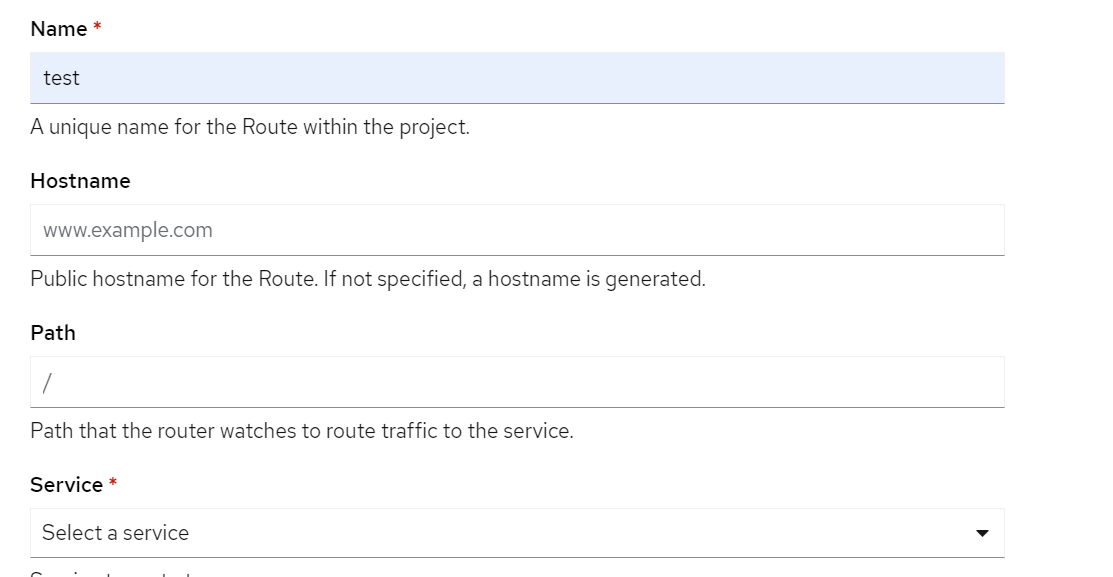 Name *
test
A unique name for the Route within the project.
Hostname
www.example.com
Public hostname for the Route. If not specified, a hostname is generated.
Path
/
Path that the router watches to route traffic to the service.
Service *
Select a service